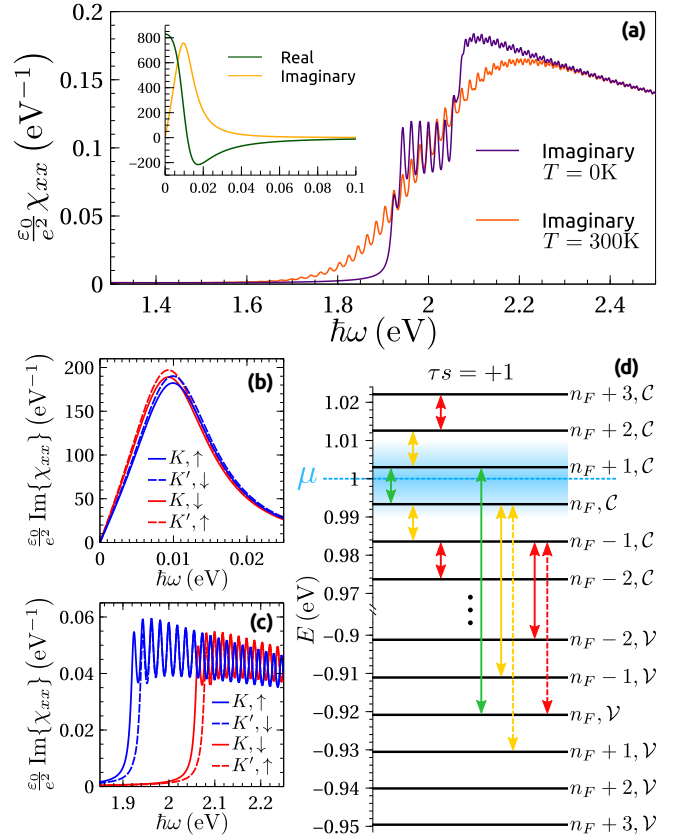 (a)
ε₀/e² χxx (eV⁻¹)
0.15
0.1
0.05
0
1.4
1.6
1.8
2
2.2
2.4
ħω (eV)
Imaginary
T = 0K
Imaginary
T = 300K
800
600
400
200
0
−200
0
0.02
0.04
0.06
0.08
0.1
Real
Imaginary
(b)
ε₀/e² Im{χxx} (eV⁻¹)
200
150
100
50
0
0
0.01
0.02
ħω (eV)
K,↑
K′,↓
K,↓
K′,↑
(c)
ε₀/e² Im{χxx} (eV⁻¹)
0.06
0.04
0.02
0
1.9
2
2.1
2.2
ħω (eV)
K,↑
K′,↓
K,↓
K′,↑
(d)
τs = +1
E (eV)
μ
1.02
1.01
1
0.99
0.98
0.97
−0.9
−0.91
−0.92
−0.93
−0.94
−0.95
nF + 3, C
nF + 2, C
nF + 1, C
nF, C
nF − 1, C
nF − 2, C
nF − 2, V
nF − 1, V
nF, V
nF + 1, V
nF + 2, V
nF + 3, V